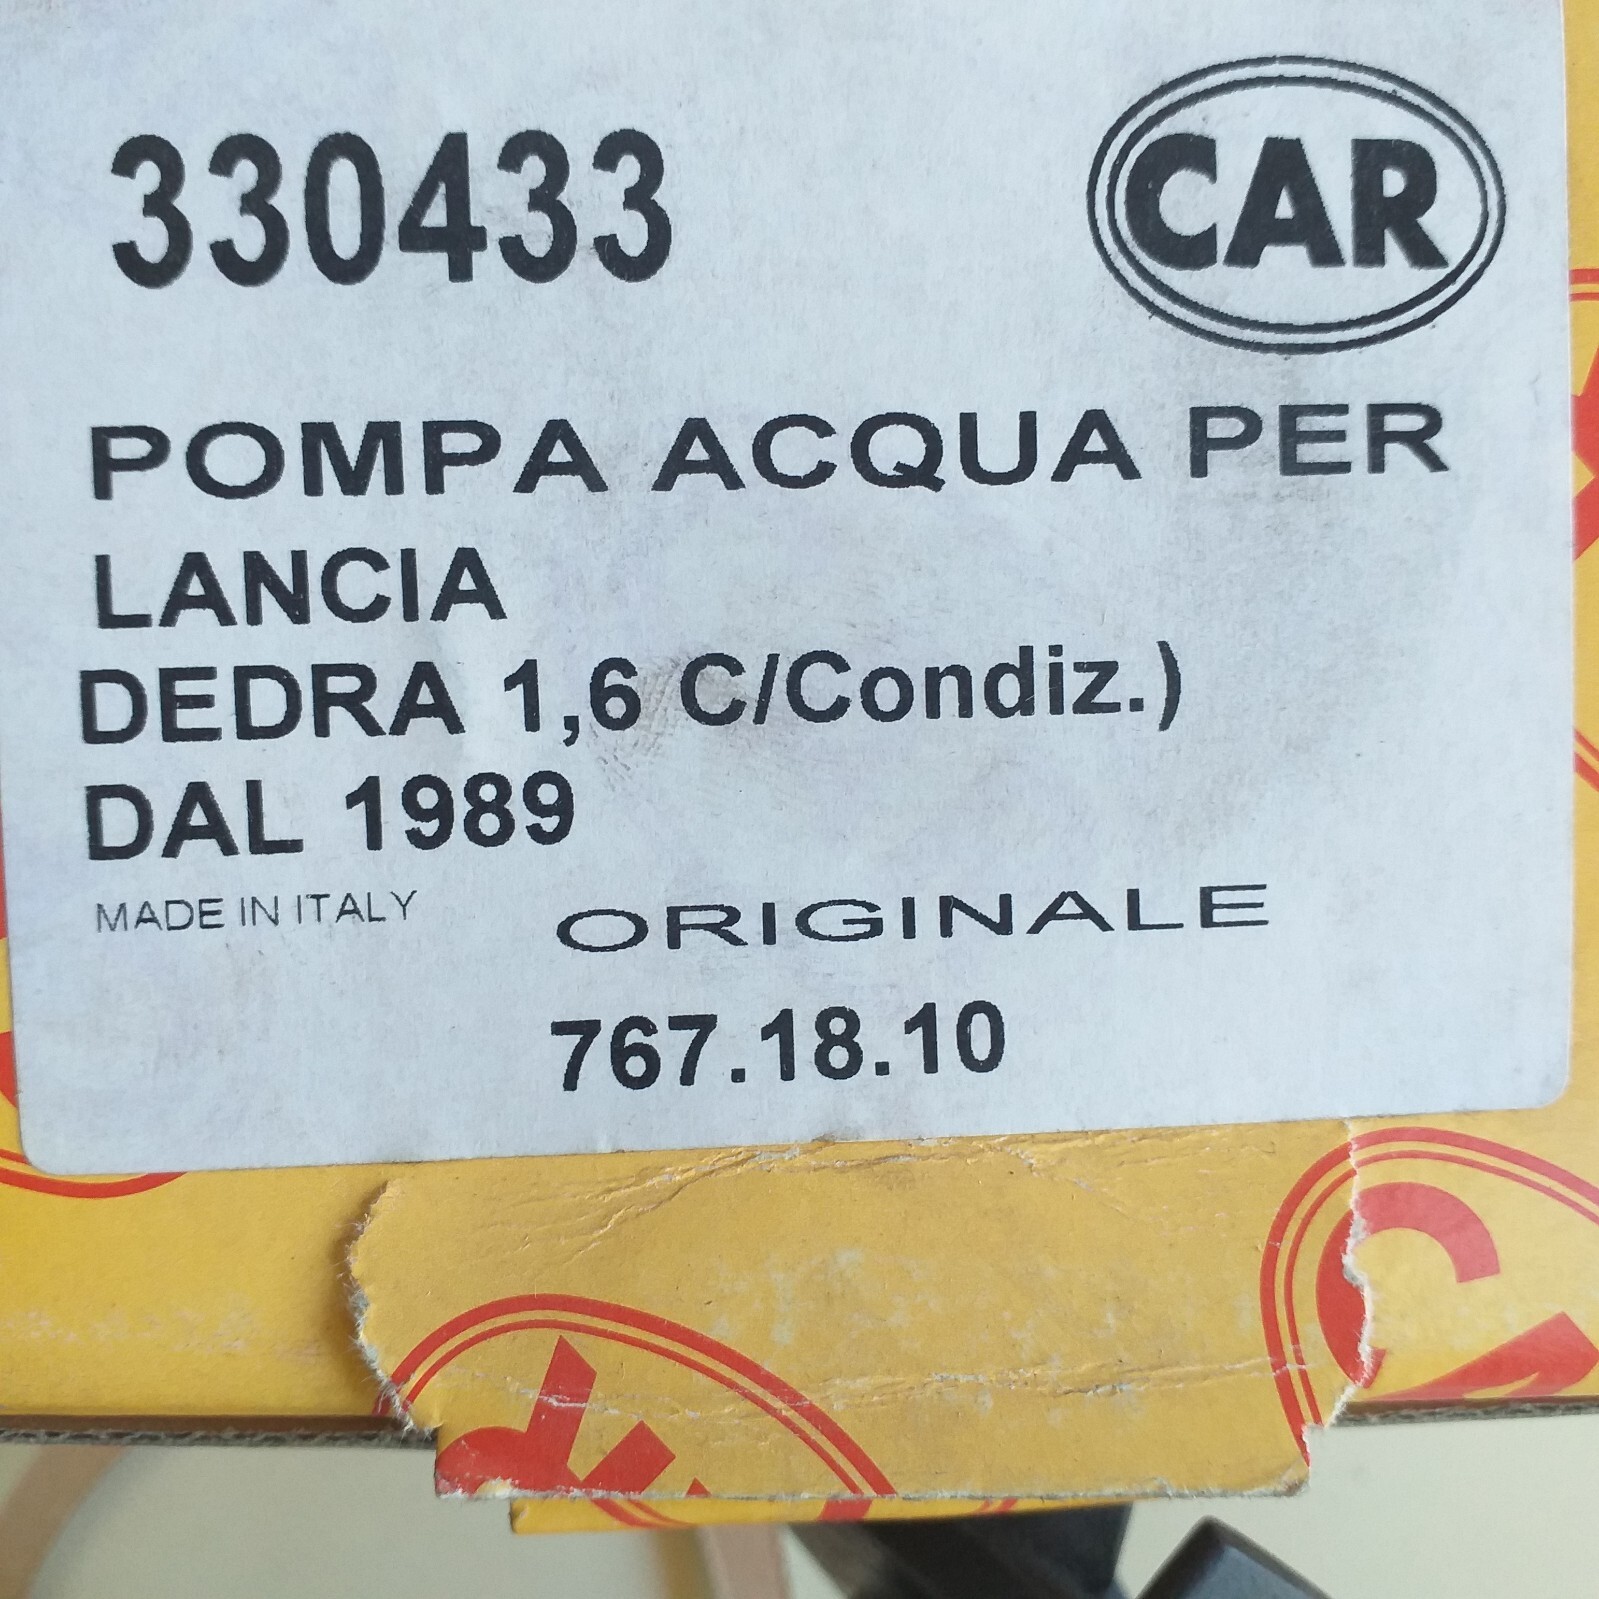 330433
CAR
POMPA ACQUA PER
LANCIA
DEDRA 1,6 C/Condiz.)
DAL 1989
MADE IN ITALY
ORIGINALE
767.18.10